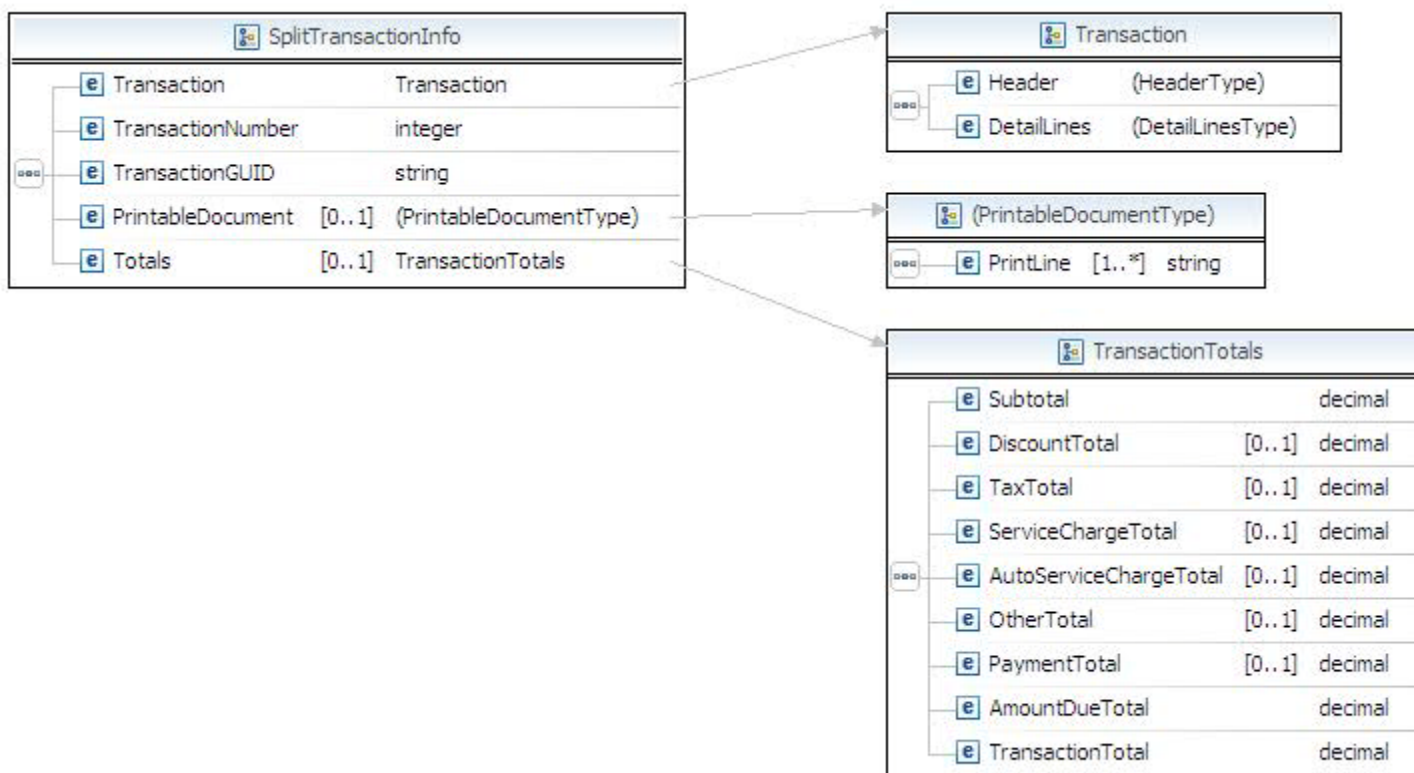 SplitTransactionInfo
e Transaction Transaction
e TransactionNumber integer
e TransactionGUID string
e PrintableDocument [0..1] (PrintableDocumentType)
e Totals [0..1] TransactionTotals
Transaction
e Header (HeaderType)
e DetailLines (DetailLinesType)
(PrintableDocumentType)
e PrintLine [1..*] string
TransactionTotals
e Subtotal decimal
e DiscountTotal [0..1] decimal
e TaxTotal [0..1] decimal
e ServiceChargeTotal [0..1] decimal
e AutoServiceChargeTotal [0..1] decimal
e OtherTotal [0..1] decimal
e PaymentTotal [0..1] decimal
e AmountDueTotal decimal
e TransactionTotal decimal